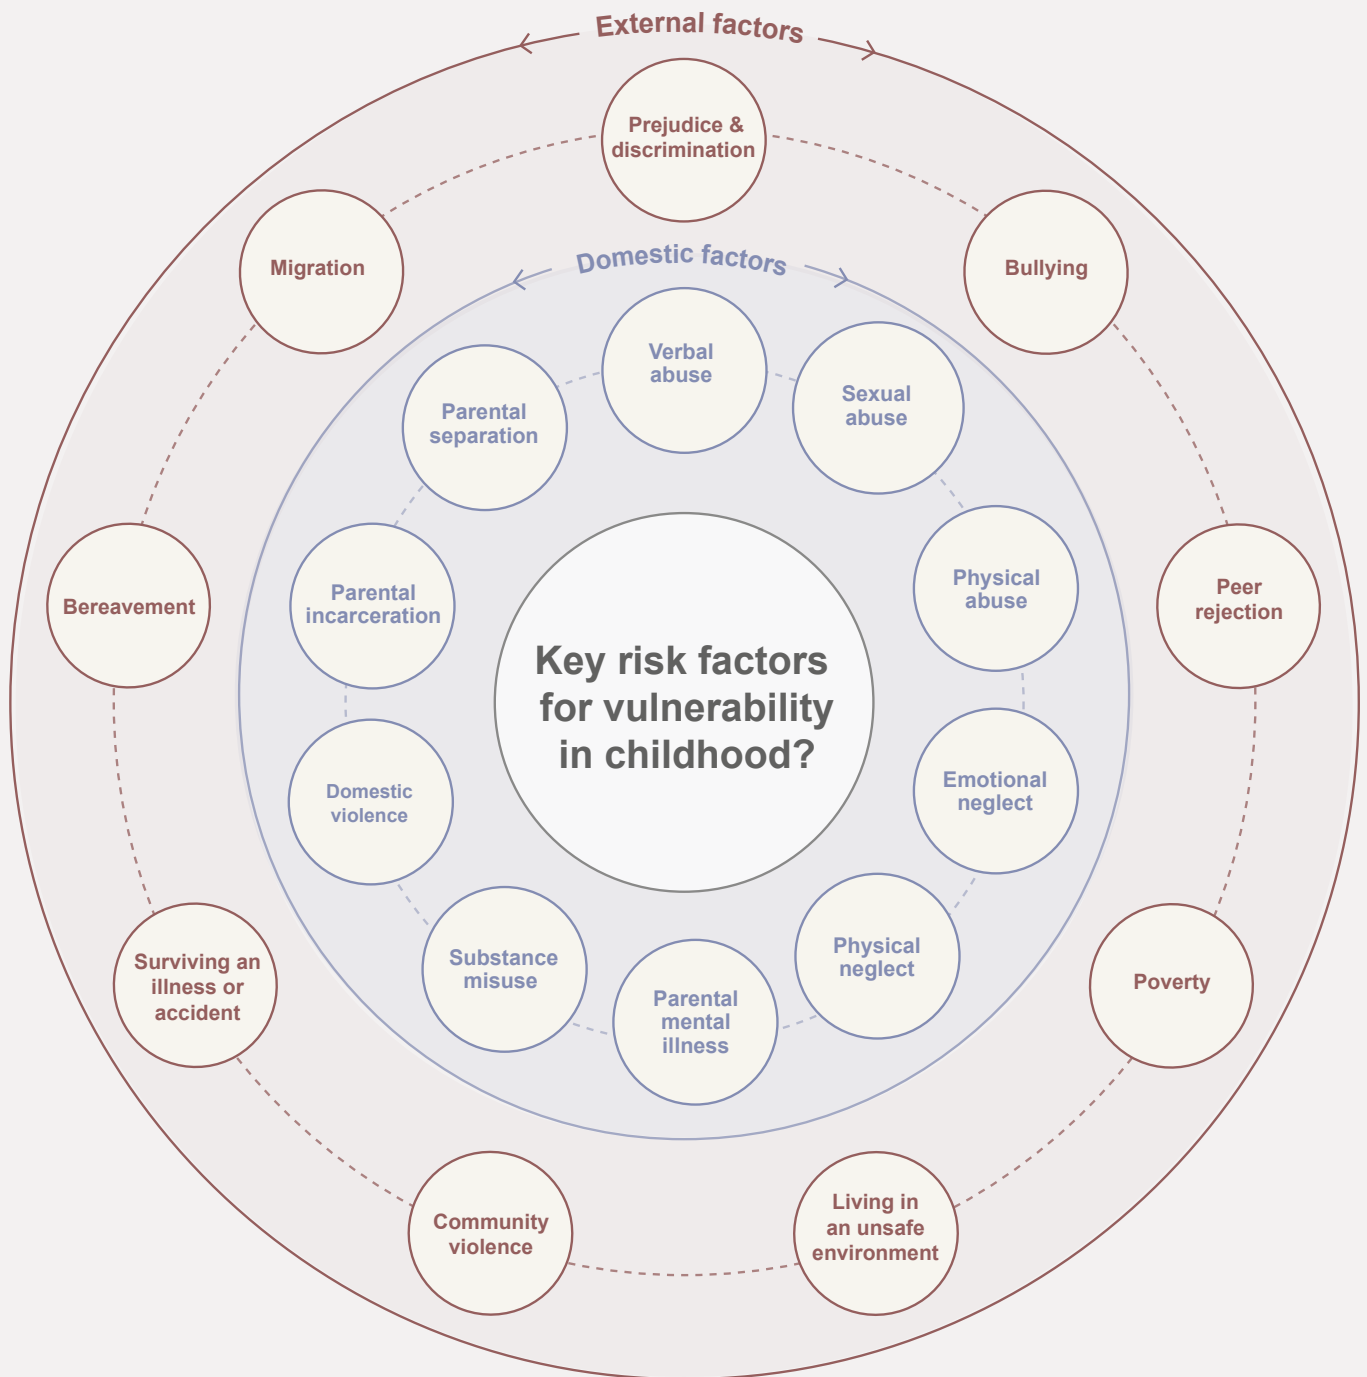 External factors
Prejudice &
discrimination
Bullying
Peer
rejection
Poverty
Living in
an unsafe
environment
Community
violence
Surviving an
illness or
accident
Bereavement
Migration
Domestic factors
Verbal
abuse
Sexual
abuse
Physical
abuse
Emotional
neglect
Physical
neglect
Parental
mental
illness
Substance
misuse
Domestic
violence
Parental
incarceration
Parental
separation
Key risk factors
for vulnerability
in childhood?